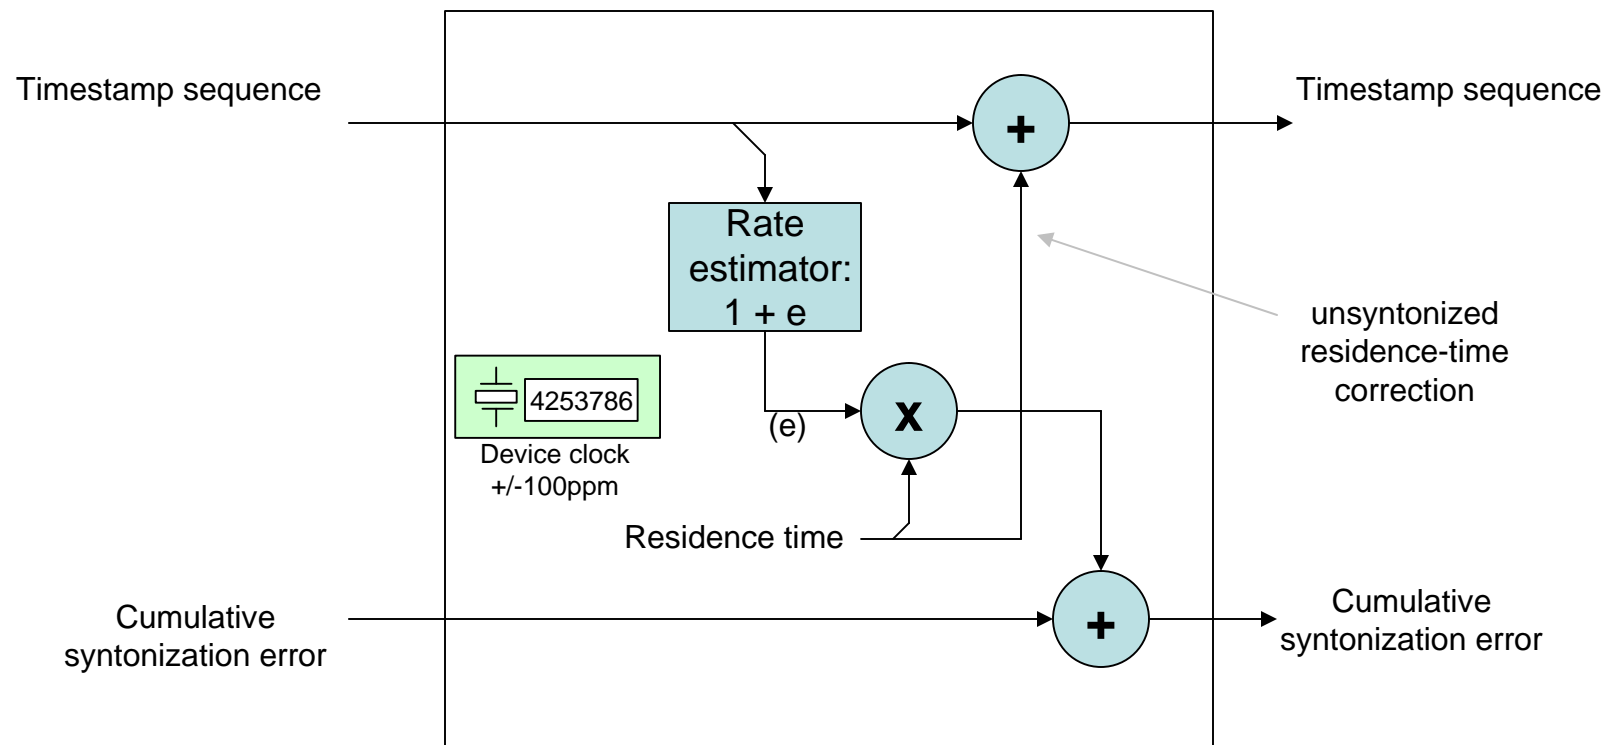 Timestamp sequence
+
Timestamp sequence
Rate
estimator:
1 + e
unsyntonized
residence-time
correction
4253786
(e)
x
Device clock
+/-100ppm
Residence time
Cumulative
syntonization error
+
Cumulative
syntonization error